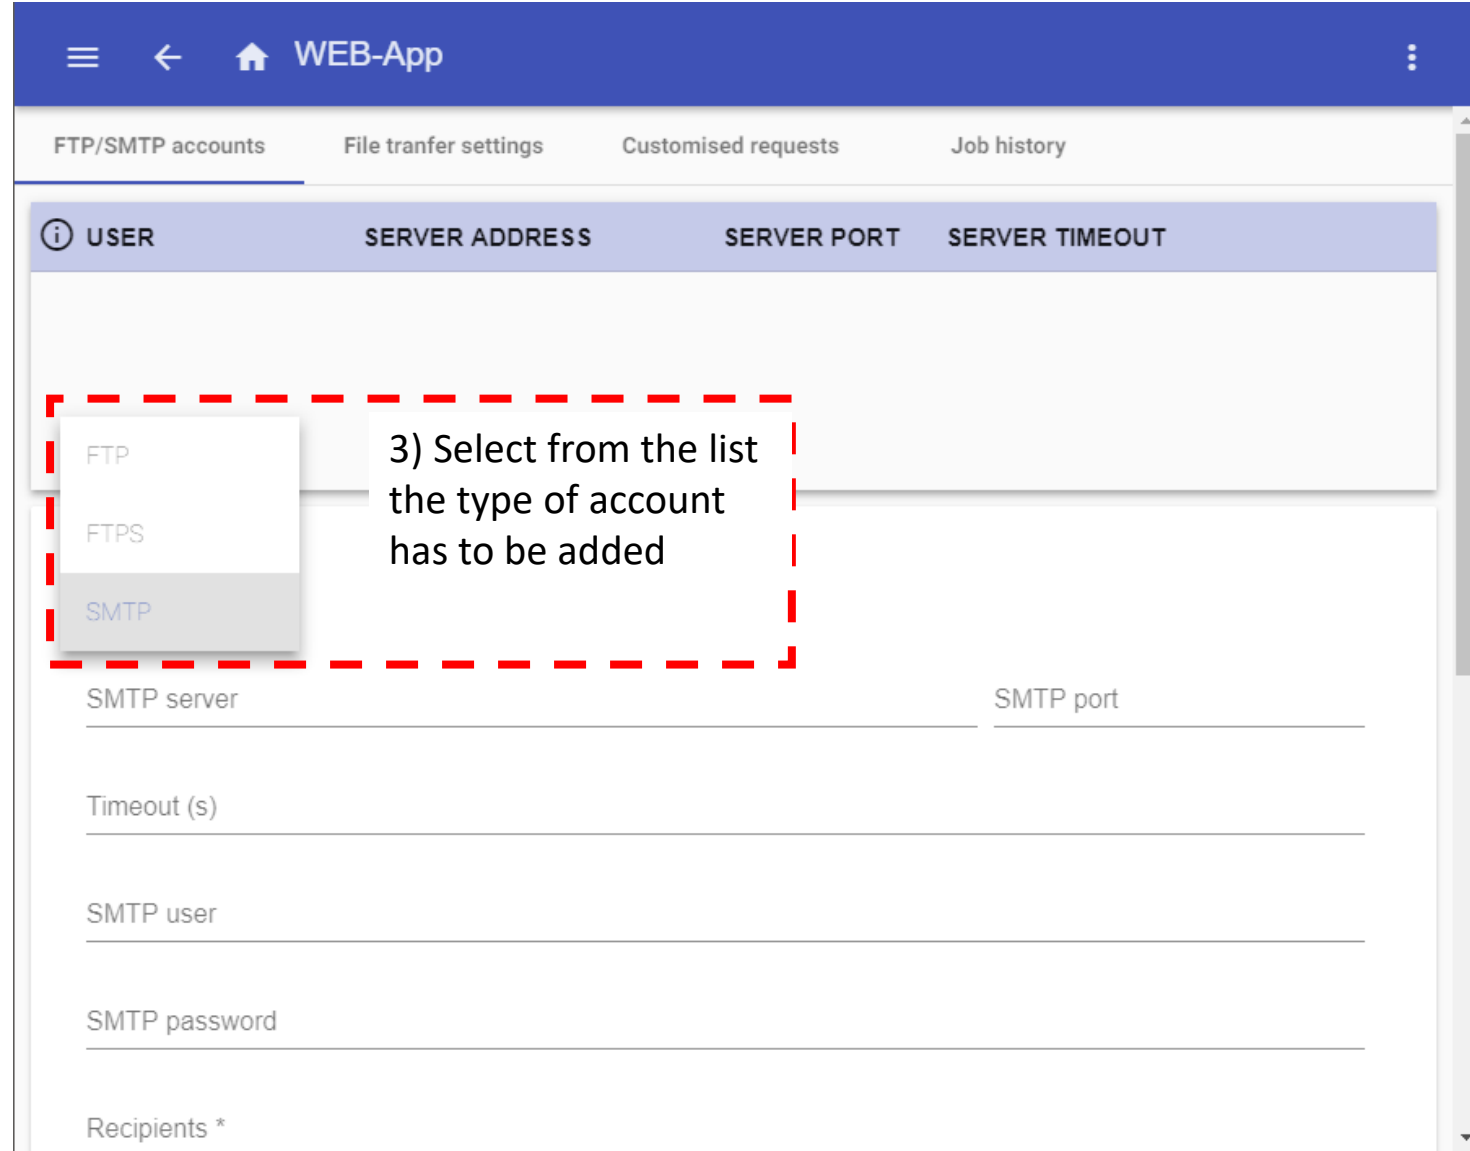 WEB-App
FTP/SMTP accounts File tranfer settings Customised requests Job history
USER SERVER ADDRESS SERVER PORT SERVER TIMEOUT
FTP
FTPS
SMTP
3) Select from the list
the type of account
has to be added
SMTP server SMTP port
Timeout (s)
SMTP user
SMTP password
Recipients *